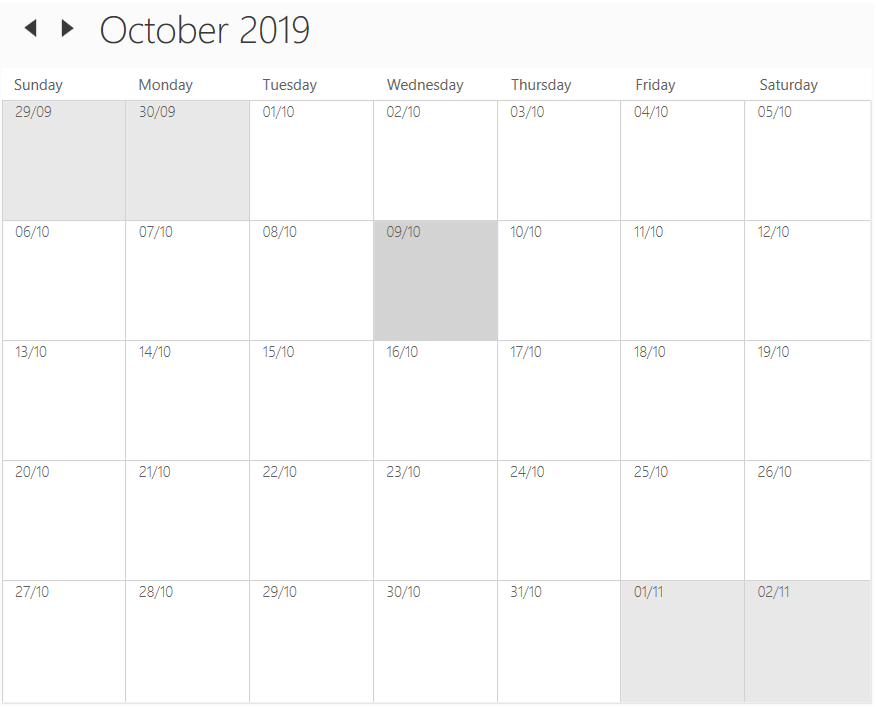 October 2019
Sunday Monday Tuesday Wednesday Thursday Friday Saturday
29/09 30/09 01/10 02/10 03/10 04/10 05/10
06/10 07/10 08/10 09/10 10/10 11/10 12/10
13/10 14/10 15/10 16/10 17/10 18/10 19/10
20/10 21/10 22/10 23/10 24/10 25/10 26/10
27/10 28/10 29/10 30/10 31/10 01/11 02/11